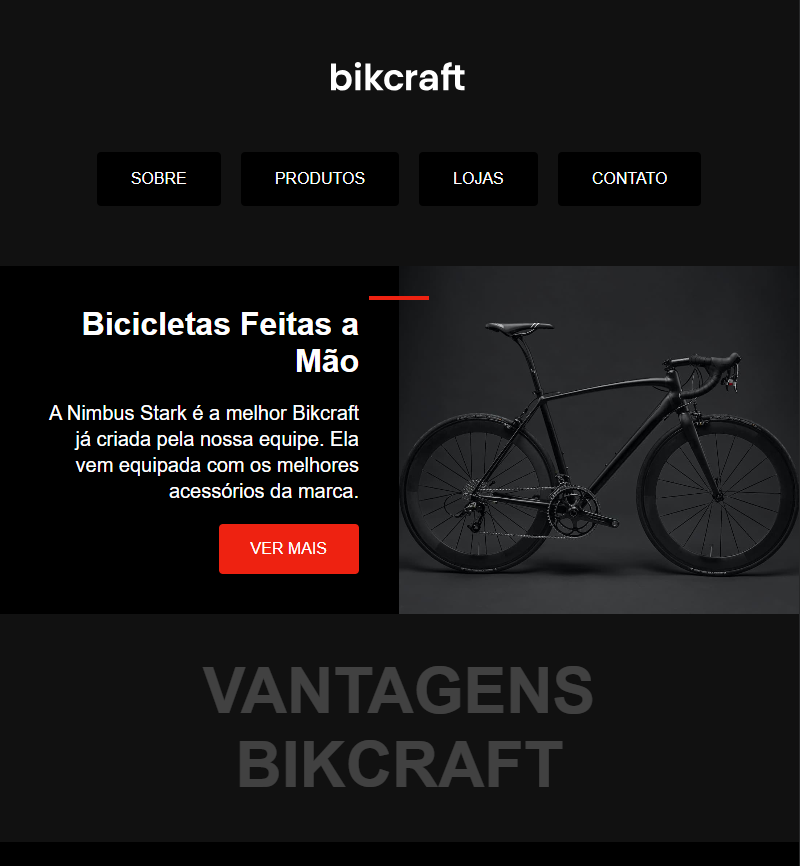 bikcraft
SOBRE
PRODUTOS
LOJAS
CONTATO
Bicicletas Feitas a
Mão
A Nimbus Stark é a melhor Bikcraft
já criada pela nossa equipe. Ela
vem equipada com os melhores
acessórios da marca.
VER MAIS
VANTAGENS
BIKCRAFT